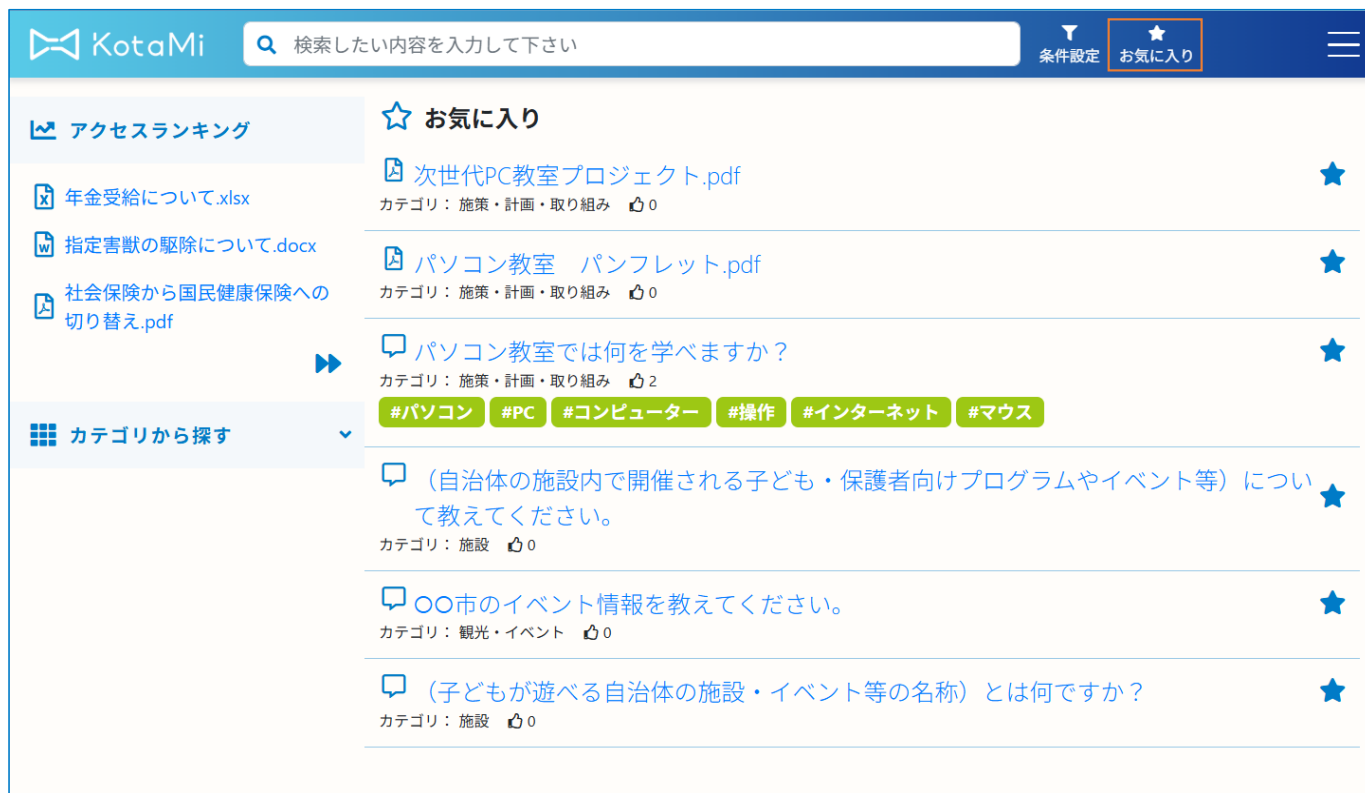 KotaMi
検索したい内容を入力して下さい
条件設定
お気に入り
アクセスランキング
年金受給について.xlsx
指定害獣の駆除について.docx
社会保険から国民健康保険への
切り替え.pdf
カテゴリから探す
お気に入り
次世代PC教室プロジェクト.pdf
カテゴリ： 施策・計画・取り組み 0
パソコン教室　パンフレット.pdf
カテゴリ： 施策・計画・取り組み 0
パソコン教室では何を学べますか？
カテゴリ： 施策・計画・取り組み 2
#パソコン #PC #コンピューター #操作 #インターネット #マウス
（自治体の施設内で開催される子ども・保護者向けプログラムやイベント等）につい
て教えてください。
カテゴリ： 施設 0
〇〇市のイベント情報を教えてください。
カテゴリ： 観光・イベント 0
（子どもが遊べる自治体の施設・イベント等の名称）とは何ですか？
カテゴリ： 施設 0